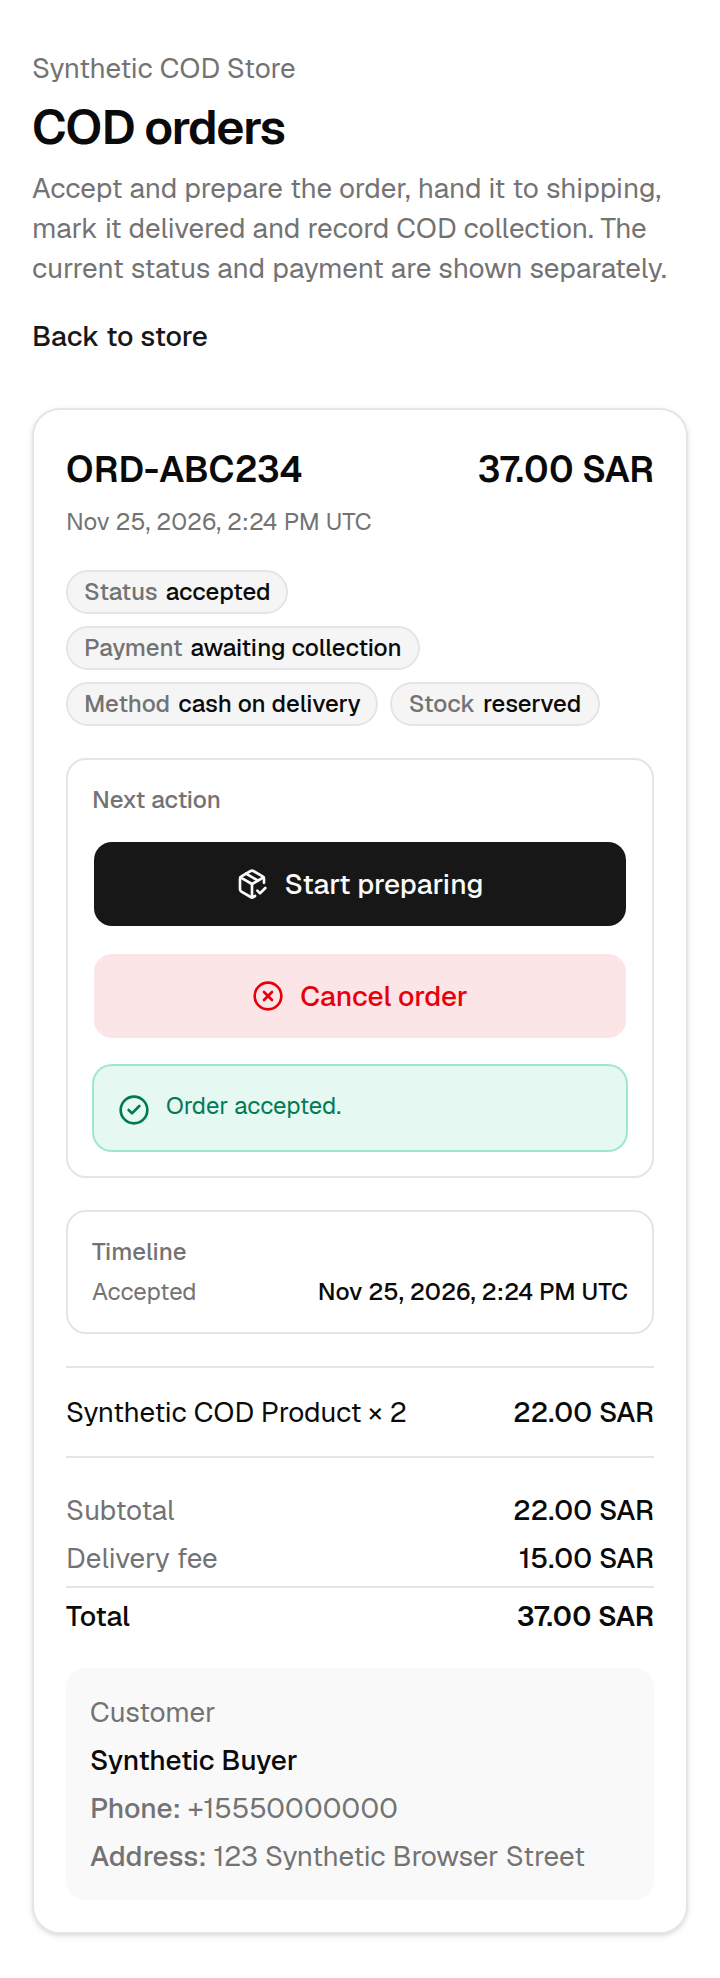 Synthetic COD Store
COD orders
Accept and prepare the order, hand it to shipping,
mark it delivered and record COD collection. The
current status and payment are shown separately.
Back to store
ORD-ABC234 37.00 SAR
Nov 25, 2026, 2:24 PM UTC
Status accepted
Payment awaiting collection
Method cash on delivery Stock reserved
Next action
Start preparing
Cancel order
Order accepted.
Timeline
Accepted Nov 25, 2026, 2:24 PM UTC
Synthetic COD Product × 2 22.00 SAR
Subtotal 22.00 SAR
Delivery fee 15.00 SAR
Total 37.00 SAR
Customer
Synthetic Buyer
Phone: +15550000000
Address: 123 Synthetic Browser Street